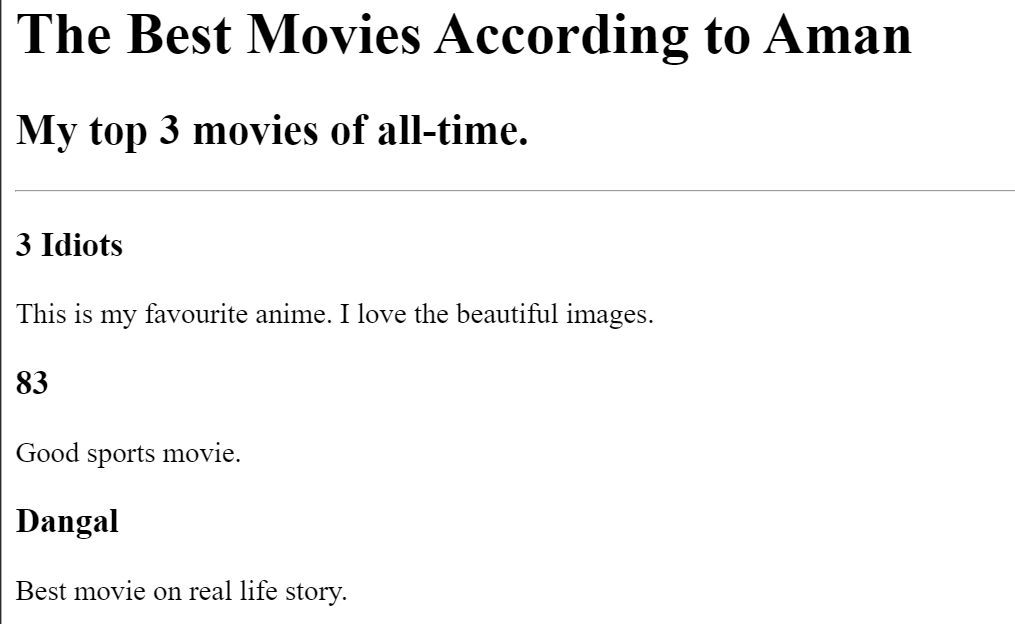 The Best Movies According to Aman
My top 3 movies of all-time.
3 Idiots
This is my favourite anime. I love the beautiful images.
83
Good sports movie.
Dangal
Best movie on real life story.